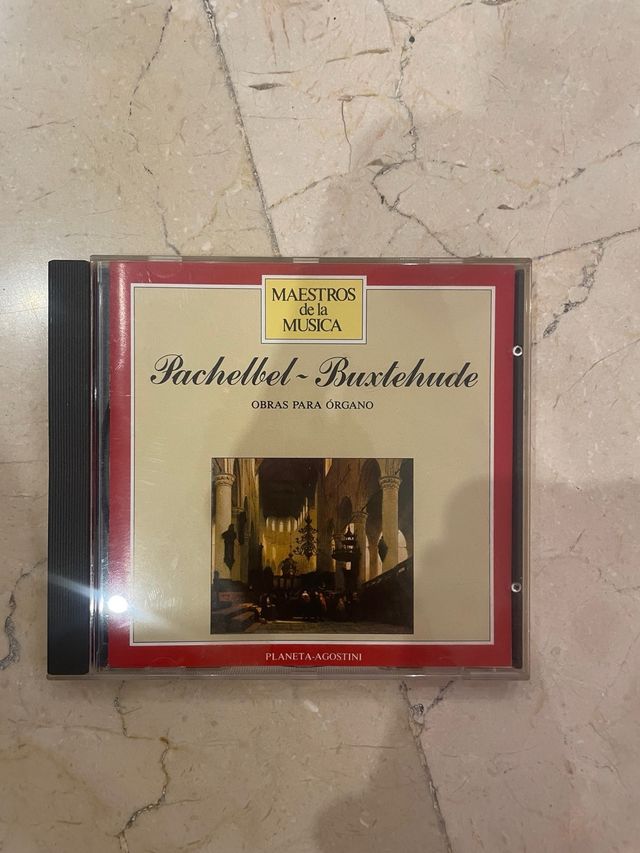 MAESTROS
de la
MUSICA
Pachelbel ~ Buxtehude
OBRAS PARA ÓRGANO
PLANETA-AGOSTINI